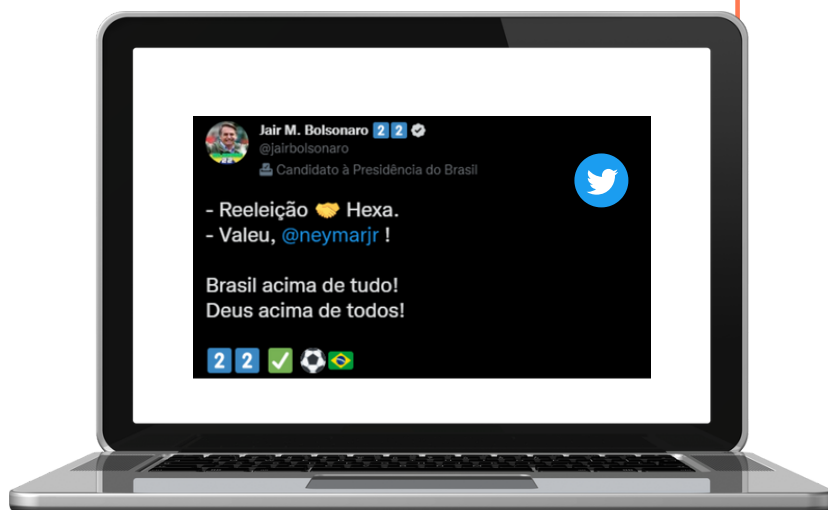 Jair M. Bolsonaro 2️⃣2️⃣
@jairbolsonaro
Candidato à Presidência do Brasil
- Reeleição 🤝 Hexa.
- Valeu, @neymarjr !
Brasil acima de tudo!
Deus acima de todos!
2️⃣2️⃣✅⚽🇧🇷